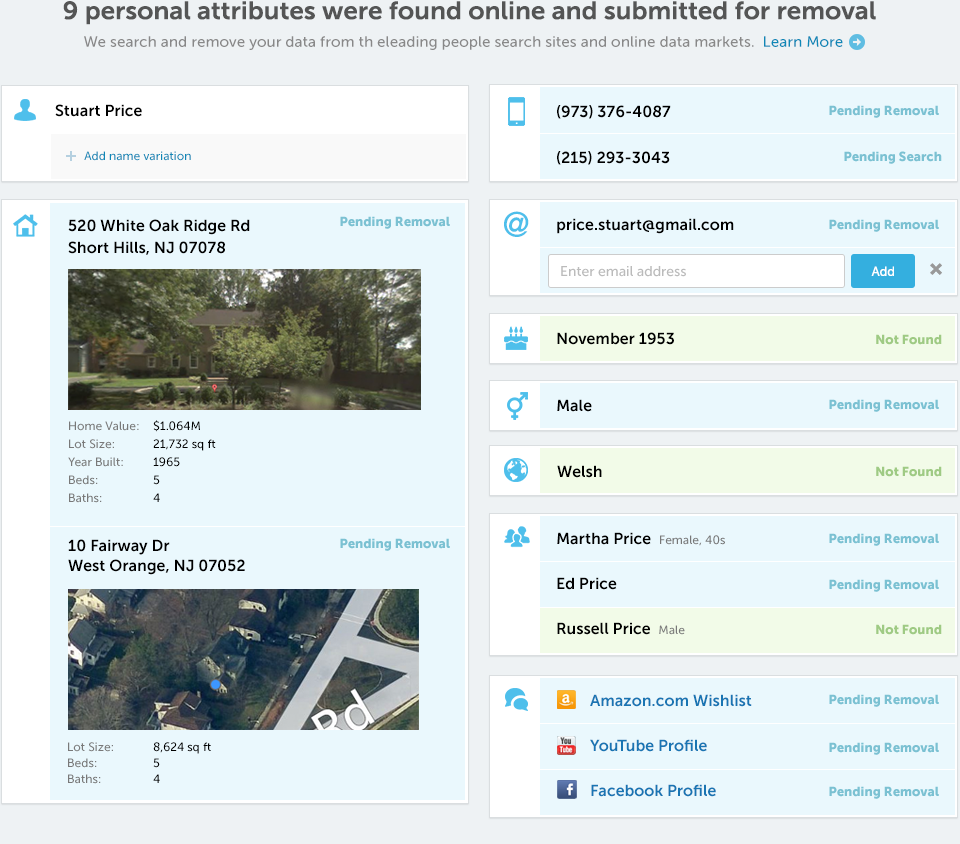 9 personal attributes were found online and submitted for removal
We search and remove your data from th eleading people search sites and online data markets. Learn More
Stuart Price
Add name variation
520 White Oak Ridge Rd Pending Removal
Short Hills, NJ 07078
Home Value: $1.064M
Lot Size: 21,732 sq ft
Year Built: 1965
Beds: 5
Baths: 4
10 Fairway Dr Pending Removal
West Orange, NJ 07052
Rd
Lot Size: 8,624 sq ft
Beds: 5
Baths: 4
(973) 376-4087 Pending Removal
(215) 293-3043 Pending Search
@ price.stuart@gmail.com Pending Removal
Enter email address Add
November 1953 Not Found
Male Pending Removal
Welsh Not Found
Martha Price Female, 40s Pending Removal
Ed Price Pending Removal
Russell Price Male Not Found
a Amazon.com Wishlist Pending Removal
You Tube YouTube Profile Pending Removal
f Facebook Profile Pending Removal